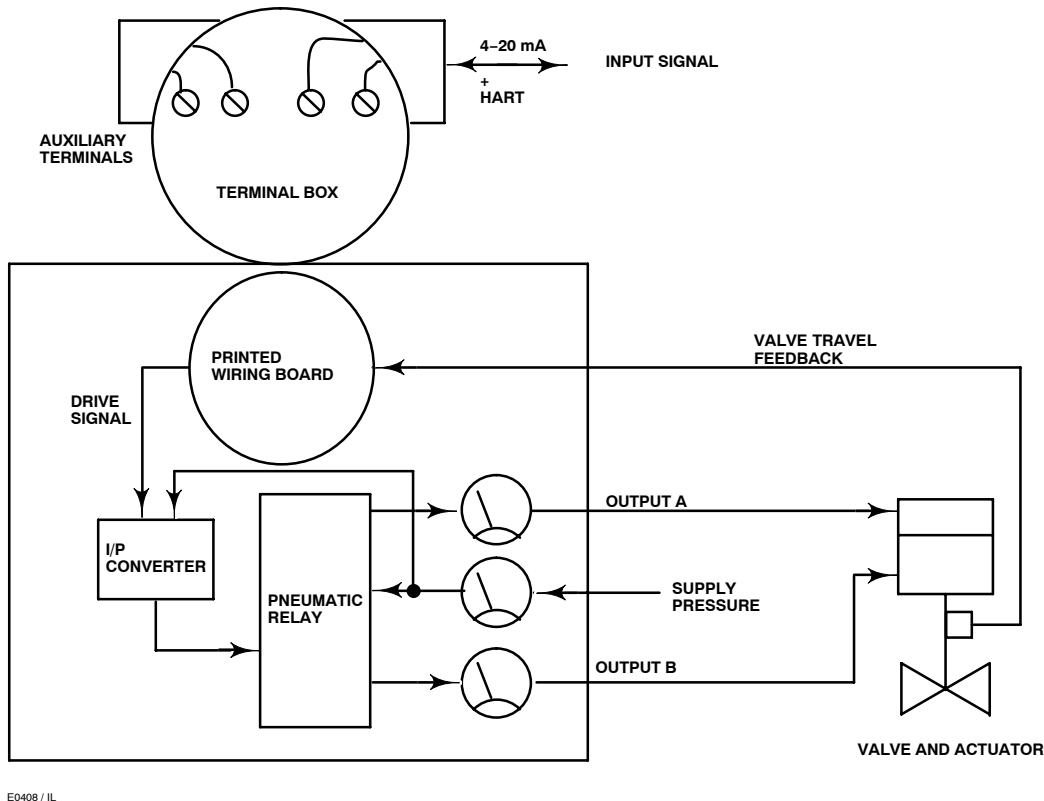 4–20 mA
+
HART
INPUT SIGNAL
AUXILIARY
TERMINALS
TERMINAL BOX
PRINTED
WIRING BOARD
VALVE TRAVEL
FEEDBACK
DRIVE
SIGNAL
OUTPUT A
I/P
CONVERTER
PNEUMATIC
RELAY
SUPPLY
PRESSURE
OUTPUT B
VALVE AND ACTUATOR
E0408 / IL